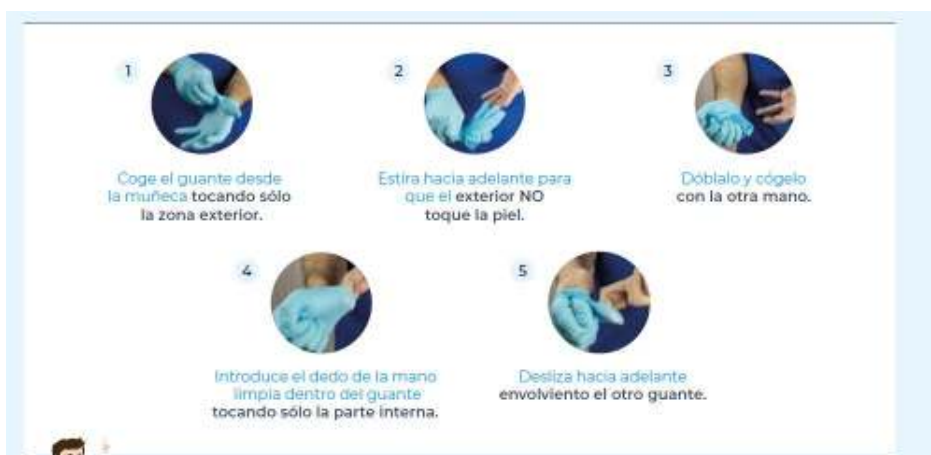 1
Coge el guante desde
la muñeca tocando sólo
la zona exterior.
2
Estira hacia adelante para
que el exterior NO
toque la piel.
3
Dóblalo y cógelo
con la otra mano.
4
Introduce el dedo de la mano
limpia dentro del guante
tocando sólo la parte interna.
5
Desliza hacia adelante
envolviento el otro guante.